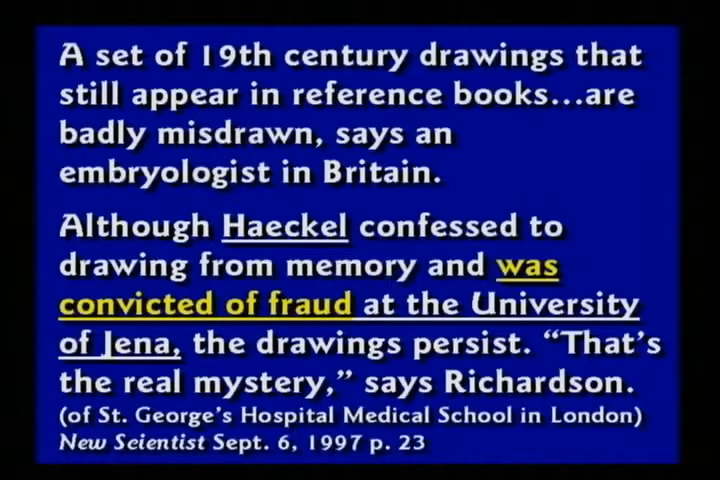 A set of 19th century drawings that
still appear in reference books...are
badly misdrawn, says an
embryologist in Britain.
Although Haeckel confessed to
drawing from memory and was
convicted of fraud at the University
of Jena, the drawings persist. “That’s
the real mystery,” says Richardson.
(of St. George’s Hospital Medical School in London)
New Scientist Sept. 6, 1997 p. 23